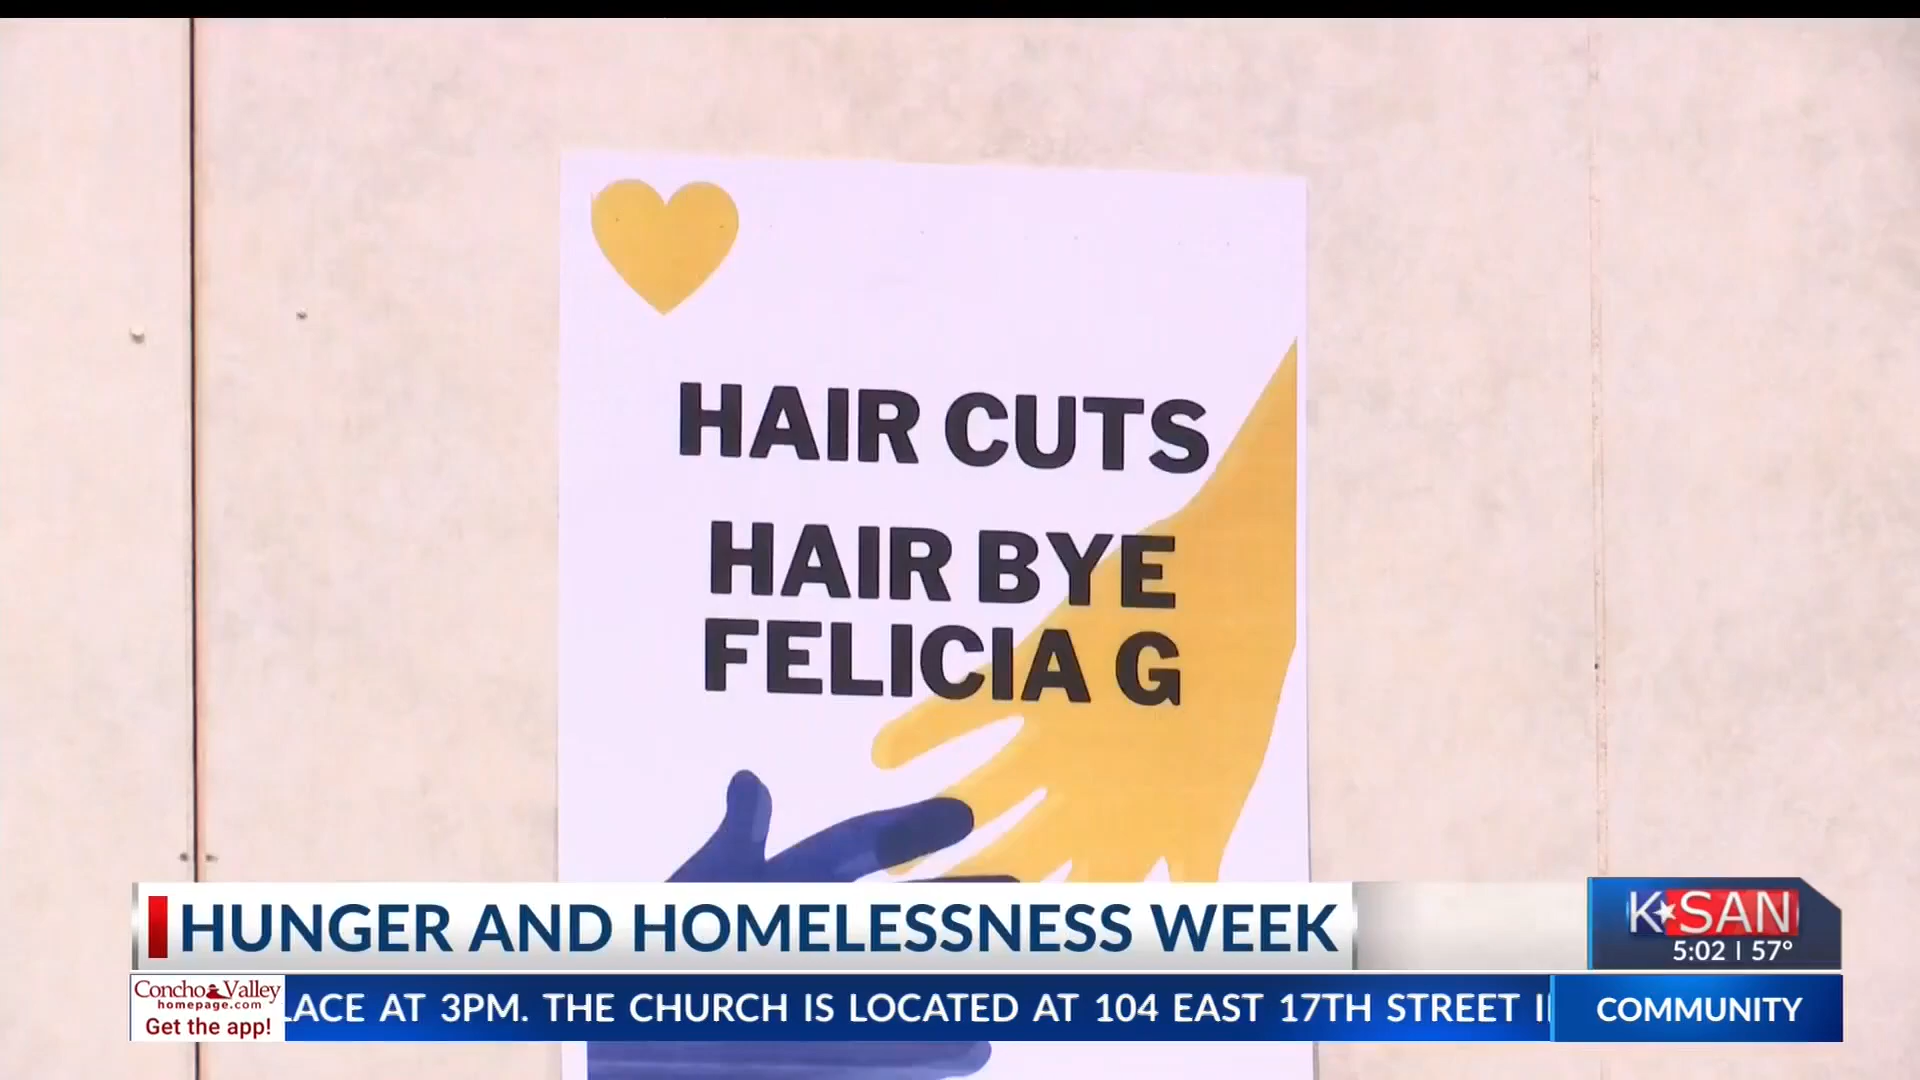 HAIR CUTS
HAIR BYE
FELICIA G
HUNGER AND HOMELESSNESS WEEK
K★SAN
5:02 | 57°
Concho Valley
homepage.com
Get the app!
LACE AT 3PM. THE CHURCH IS LOCATED AT 104 EAST 17TH STREET I
COMMUNITY